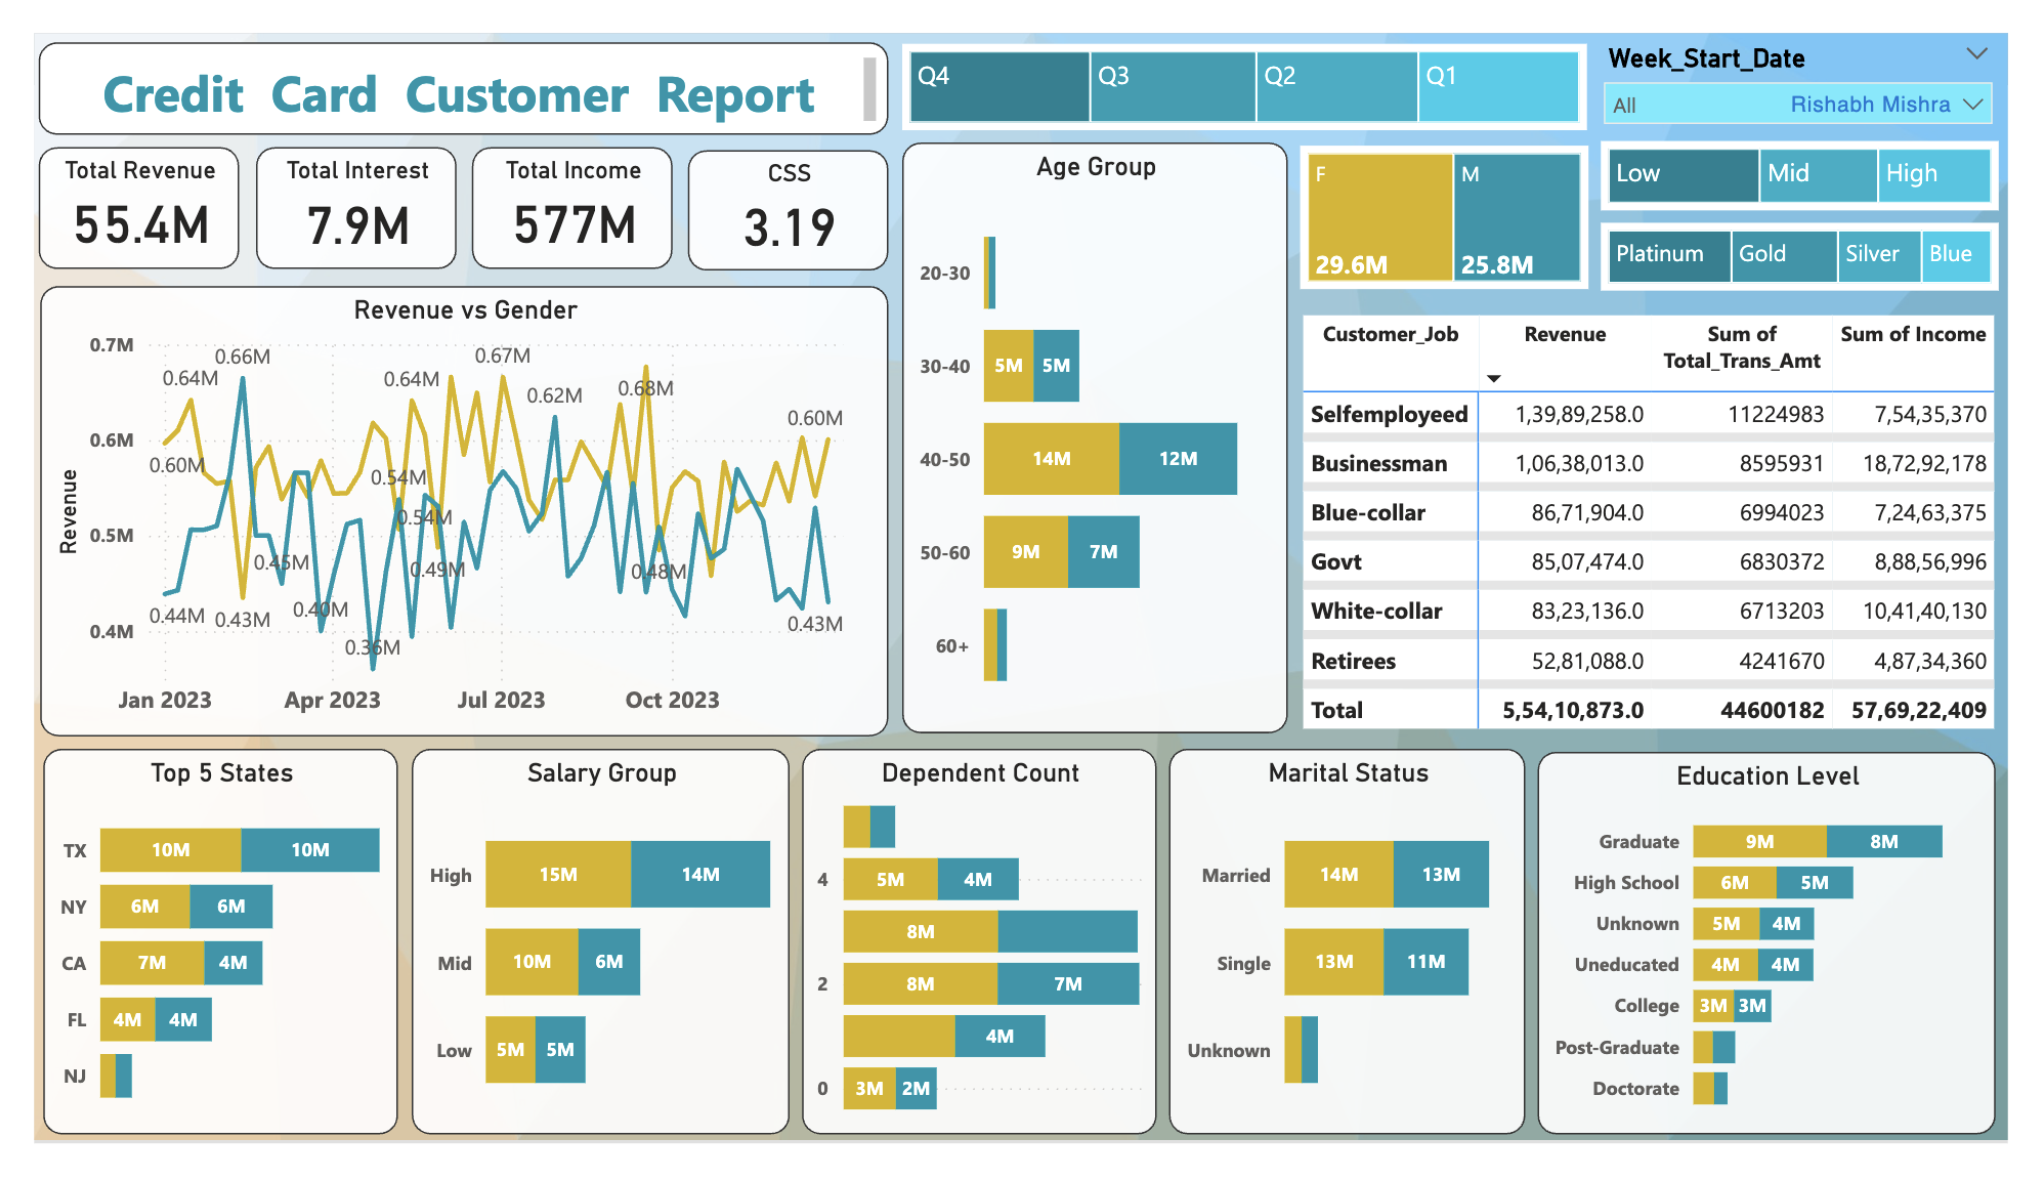 Credit Card Customer Report
Q4
Q3
Q2
Q1
Week_Start_Date
All
Rishabh Mishra
Total Revenue
55.4M
Total Interest
7.9M
Total Income
577M
CSS
3.19
Age Group
20-30
30-40
5M
5M
40-50
14M
12M
50-60
9M
7M
60+
F
29.6M
M
25.8M
Low
Mid
High
Platinum
Gold
Silver
Blue
Revenue vs Gender
Revenue
0.7M
0.6M
0.5M
0.4M
0.64M
0.66M
0.64M
0.67M
0.62M
0.68M
0.60M
0.60M
0.54M
0.54M
0.45M
0.49M
0.48M
0.44M
0.43M
0.40M
0.36M
0.43M
Jan 2023
Apr 2023
Jul 2023
Oct 2023
Customer_Job Revenue Sum of Total_Trans_Amt Sum of Income
Selfemployeed 1,39,89,258.0 11224983 7,54,35,370
Businessman 1,06,38,013.0 8595931 18,72,92,178
Blue-collar 86,71,904.0 6994023 7,24,63,375
Govt 85,07,474.0 6830372 8,88,56,996
White-collar 83,23,136.0 6713203 10,41,40,130
Retirees 52,81,088.0 4241670 4,87,34,360
Total 5,54,10,873.0 44600182 57,69,22,409
Top 5 States
TX 10M 10M
NY 6M 6M
CA 7M 4M
FL 4M 4M
NJ
Salary Group
High 15M 14M
Mid 10M 6M
Low 5M 5M
Dependent Count
4 5M 4M
8M
2 8M 7M
4M
0 3M 2M
Marital Status
Married 14M 13M
Single 13M 11M
Unknown
Education Level
Graduate 9M 8M
High School 6M 5M
Unknown 5M 4M
Uneducated 4M 4M
College 3M 3M
Post-Graduate
Doctorate